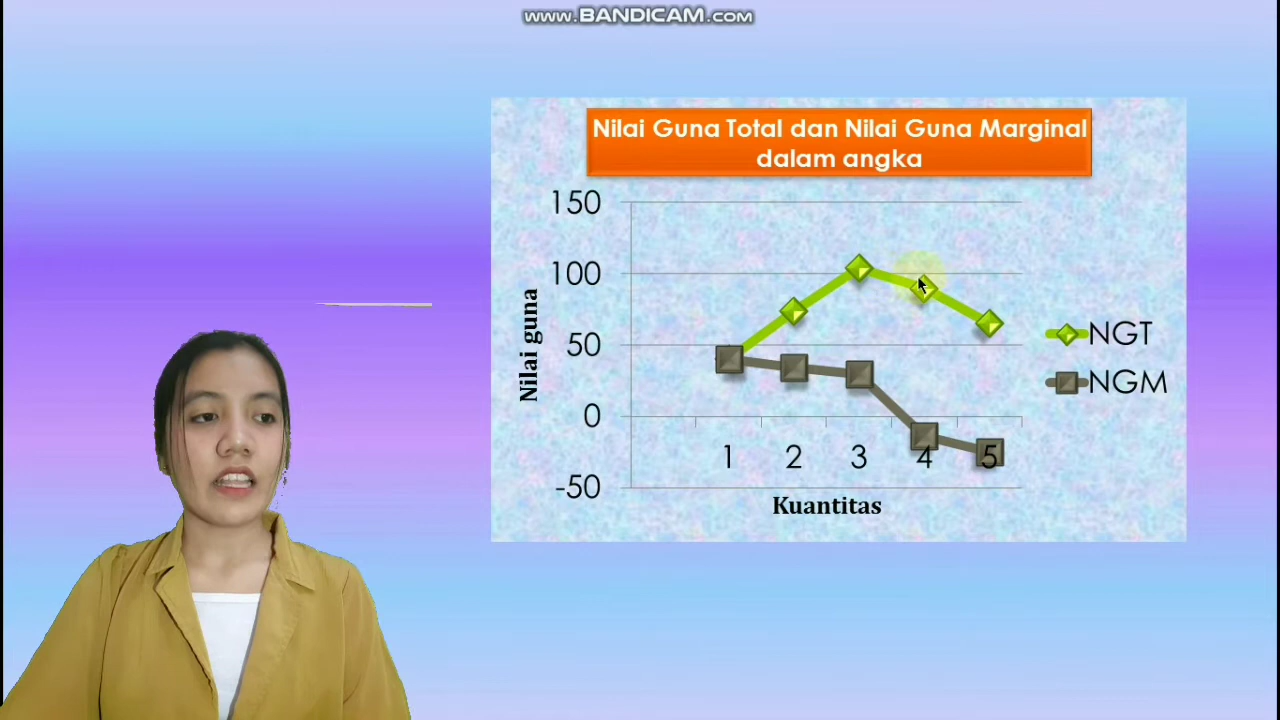 www.BANDICAM.com
Nilai Guna Total dan Nilai Guna Marginal
dalam angka
150
100
50
0
-50
Nilai guna
1 2 3 4 5
Kuantitas
NGT
NGM